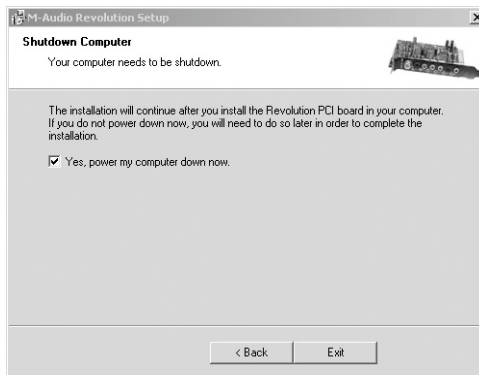 M-Audio Revolution Setup
Shutdown Computer
Your computer needs to be shutdown.
The installation will continue after you install the Revolution PCI board in your computer.
If you do not power down now, you will need to do so later in order to complete the
installation.
Yes, power my computer down now.
< Back
Exit